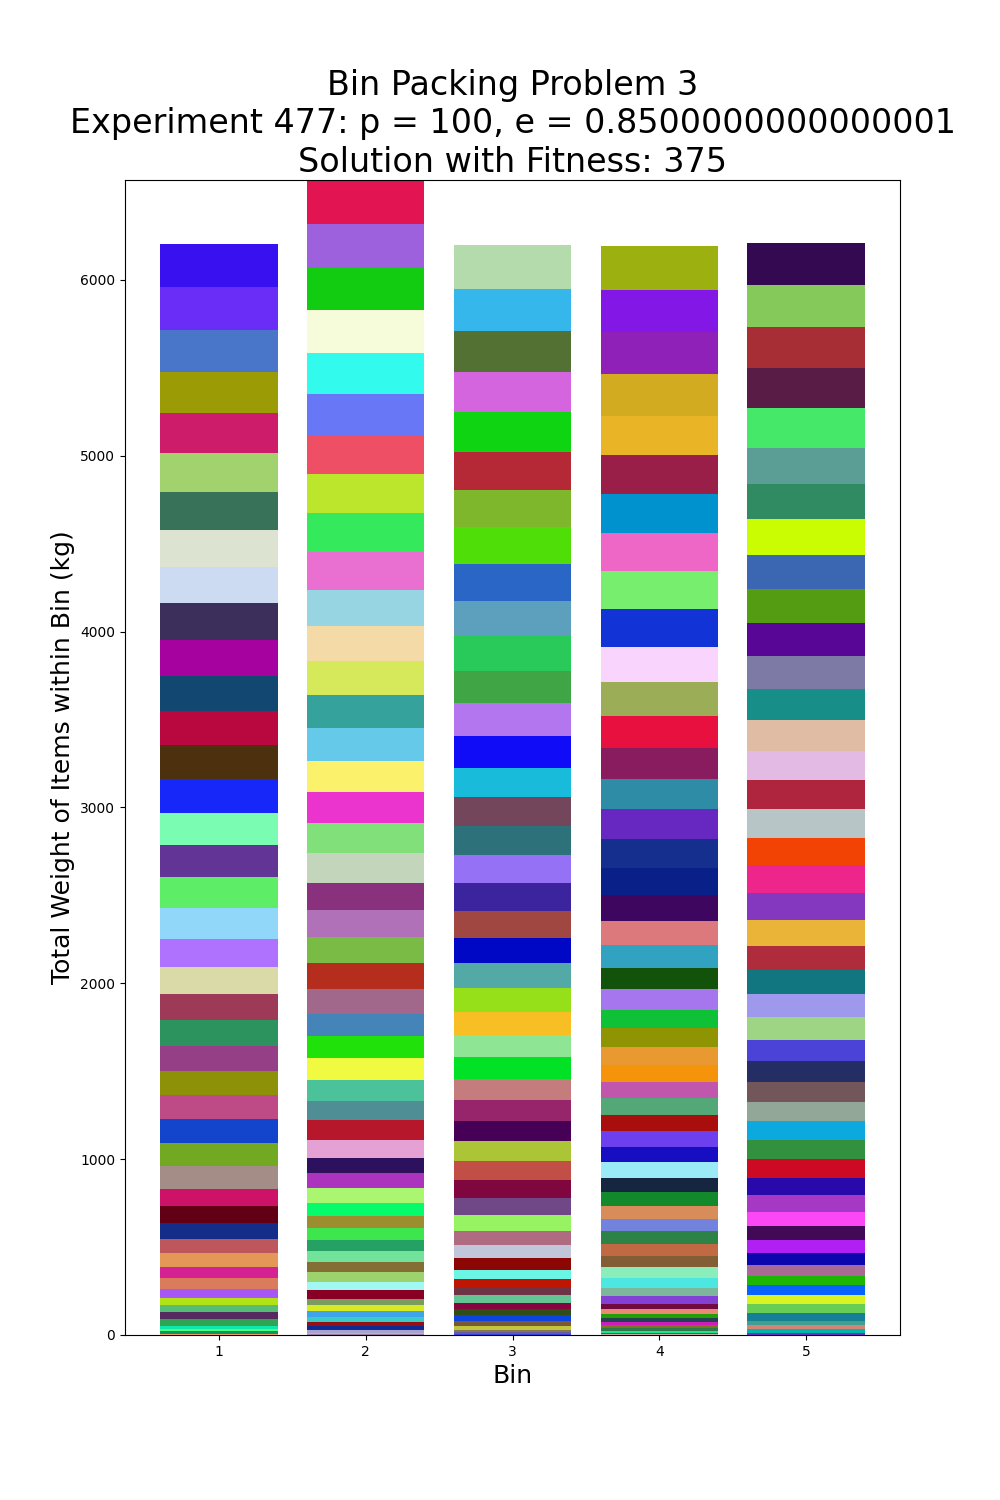 Bin Packing Problem 3
Experiment 477: p = 100, e = 0.8500000000000001
Solution with Fitness: 375
Total Weight of Items within Bin (kg)
6000
5000
4000
3000
2000
1000
0
1 2 3 4 5
Bin